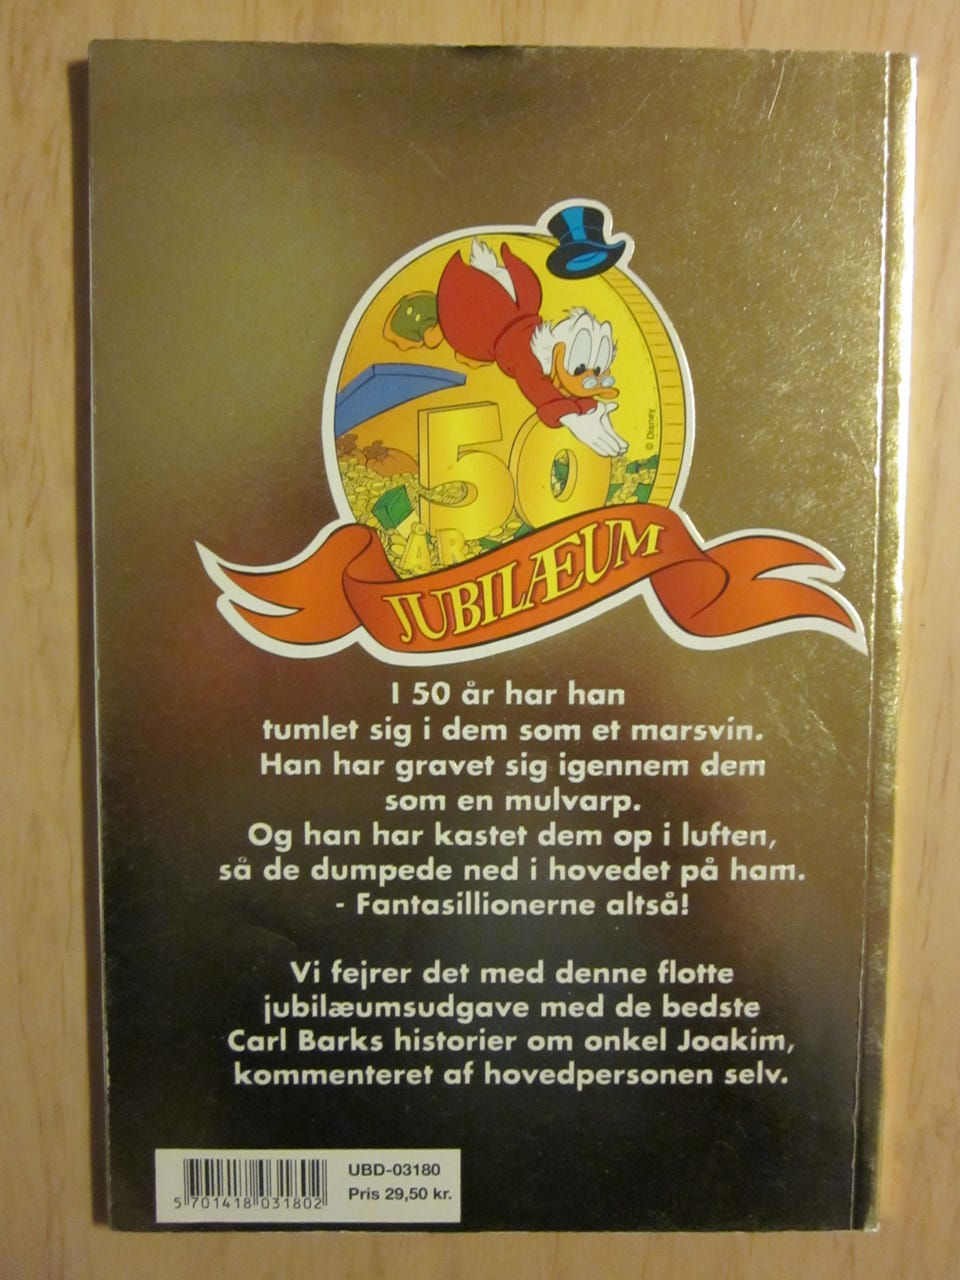 © Disney
50
ÅR
JUBILÆUM
I 50 år har han
tumlet sig i dem som et marsvin.
Han har gravet sig igennem dem
som en mulvarp.
Og han har kastet dem op i luften,
så de dumpede ned i hovedet på ham.
- Fantasillionerne altså!
Vi fejrer det med denne flotte
jubilæumsudgave med de bedste
Carl Barks historier om onkel Joakim,
kommenteret af hovedpersonen selv.
UBD-03180
Pris 29,50 kr.
5 701418 031802